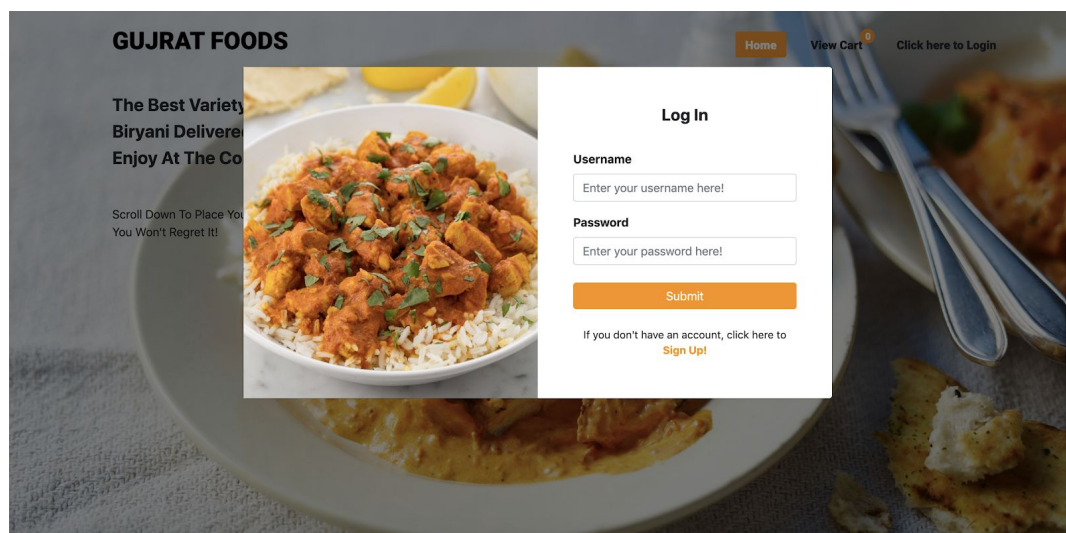 GUJRAT FOODS
Home
View Cart
0
Click here to Login
The Best Variety
Biryani Delivered
Enjoy At The Co
Scroll Down To Place You
You Won't Regret It!
Log In
Username
Enter your username here!
Password
Enter your password here!
Submit
If you don't have an account, click here to
Sign Up!